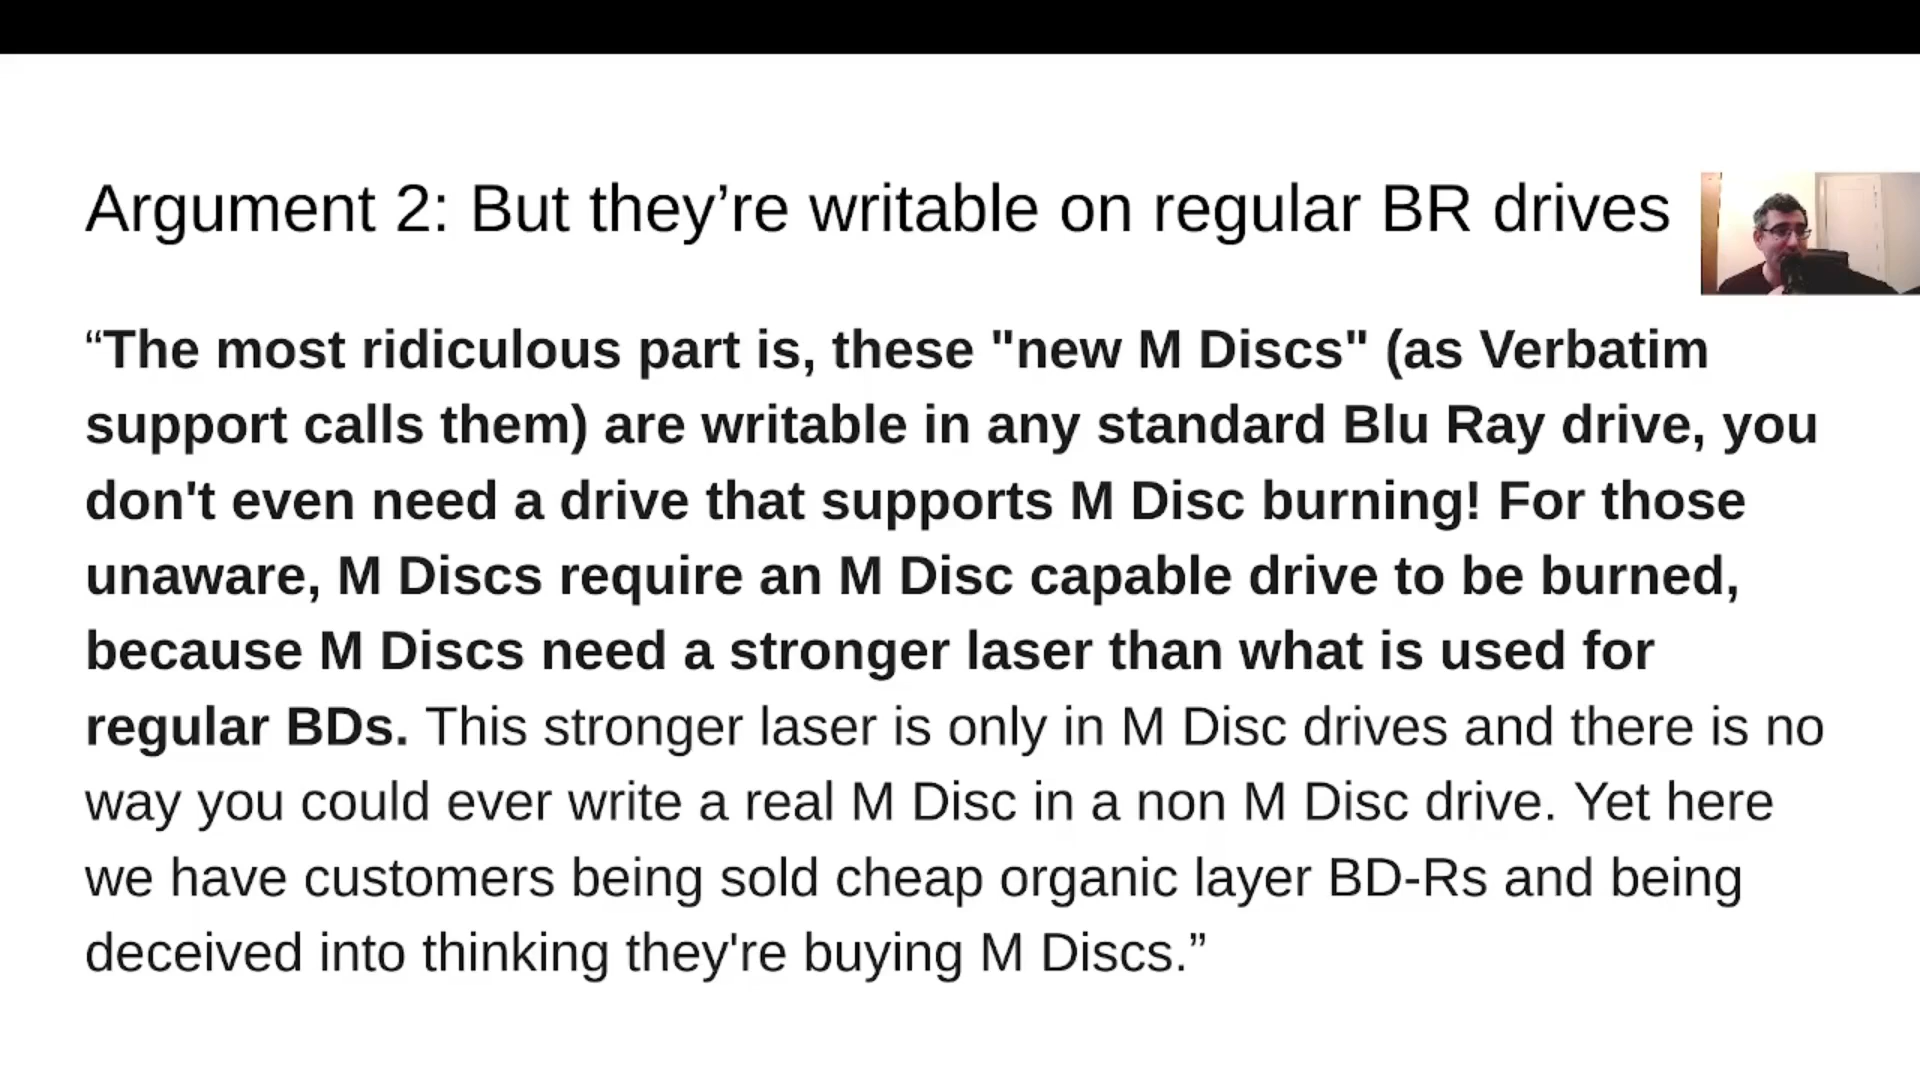 Argument 2: But they’re writable on regular BR drives
“The most ridiculous part is, these "new M Discs" (as Verbatim
support calls them) are writable in any standard Blu Ray drive, you
don't even need a drive that supports M Disc burning! For those
unaware, M Discs require an M Disc capable drive to be burned,
because M Discs need a stronger laser than what is used for
regular BDs. This stronger laser is only in M Disc drives and there is no
way you could ever write a real M Disc in a non M Disc drive. Yet here
we have customers being sold cheap organic layer BD-Rs and being
deceived into thinking they're buying M Discs.”